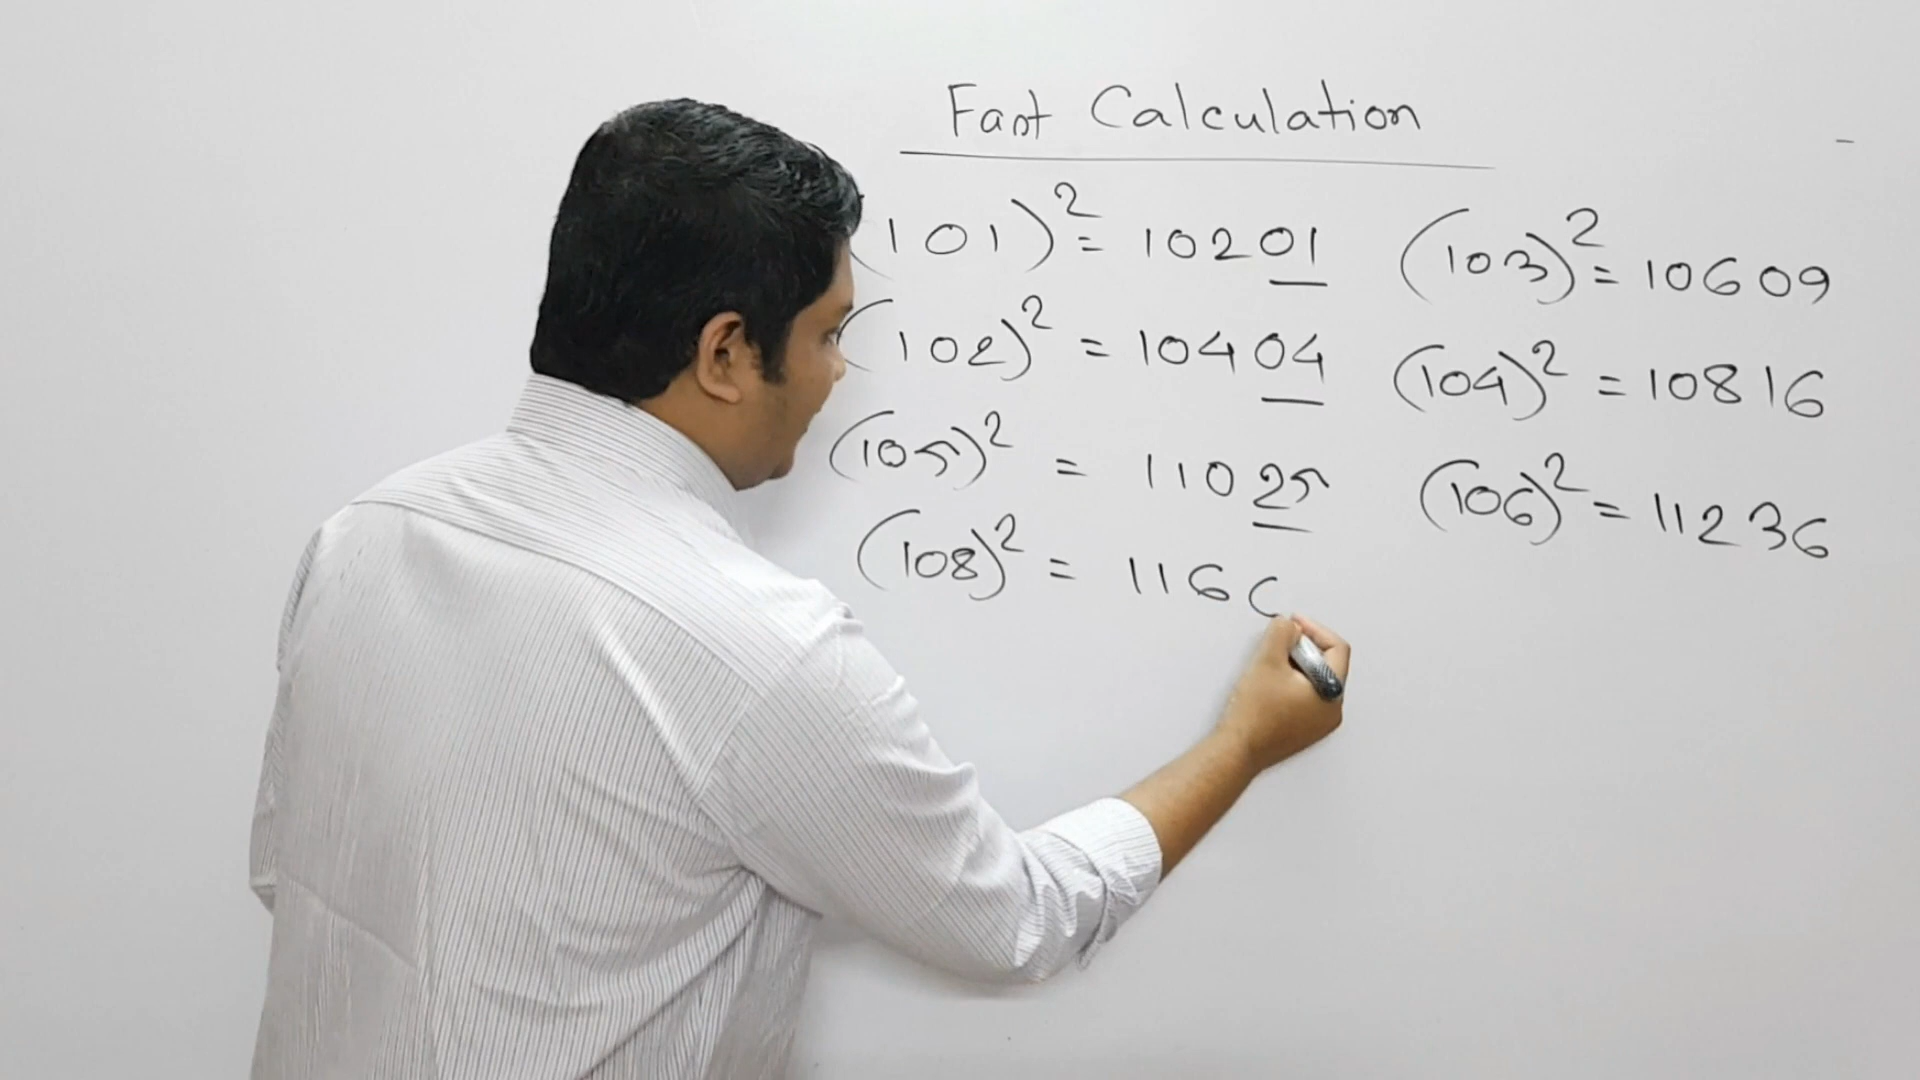 Fast Calculation
(101)² = 10201 (103)² = 10609
(102)² = 10404 (104)² = 10816
(105)² = 11025 (106)² = 11236
(108)² = 116